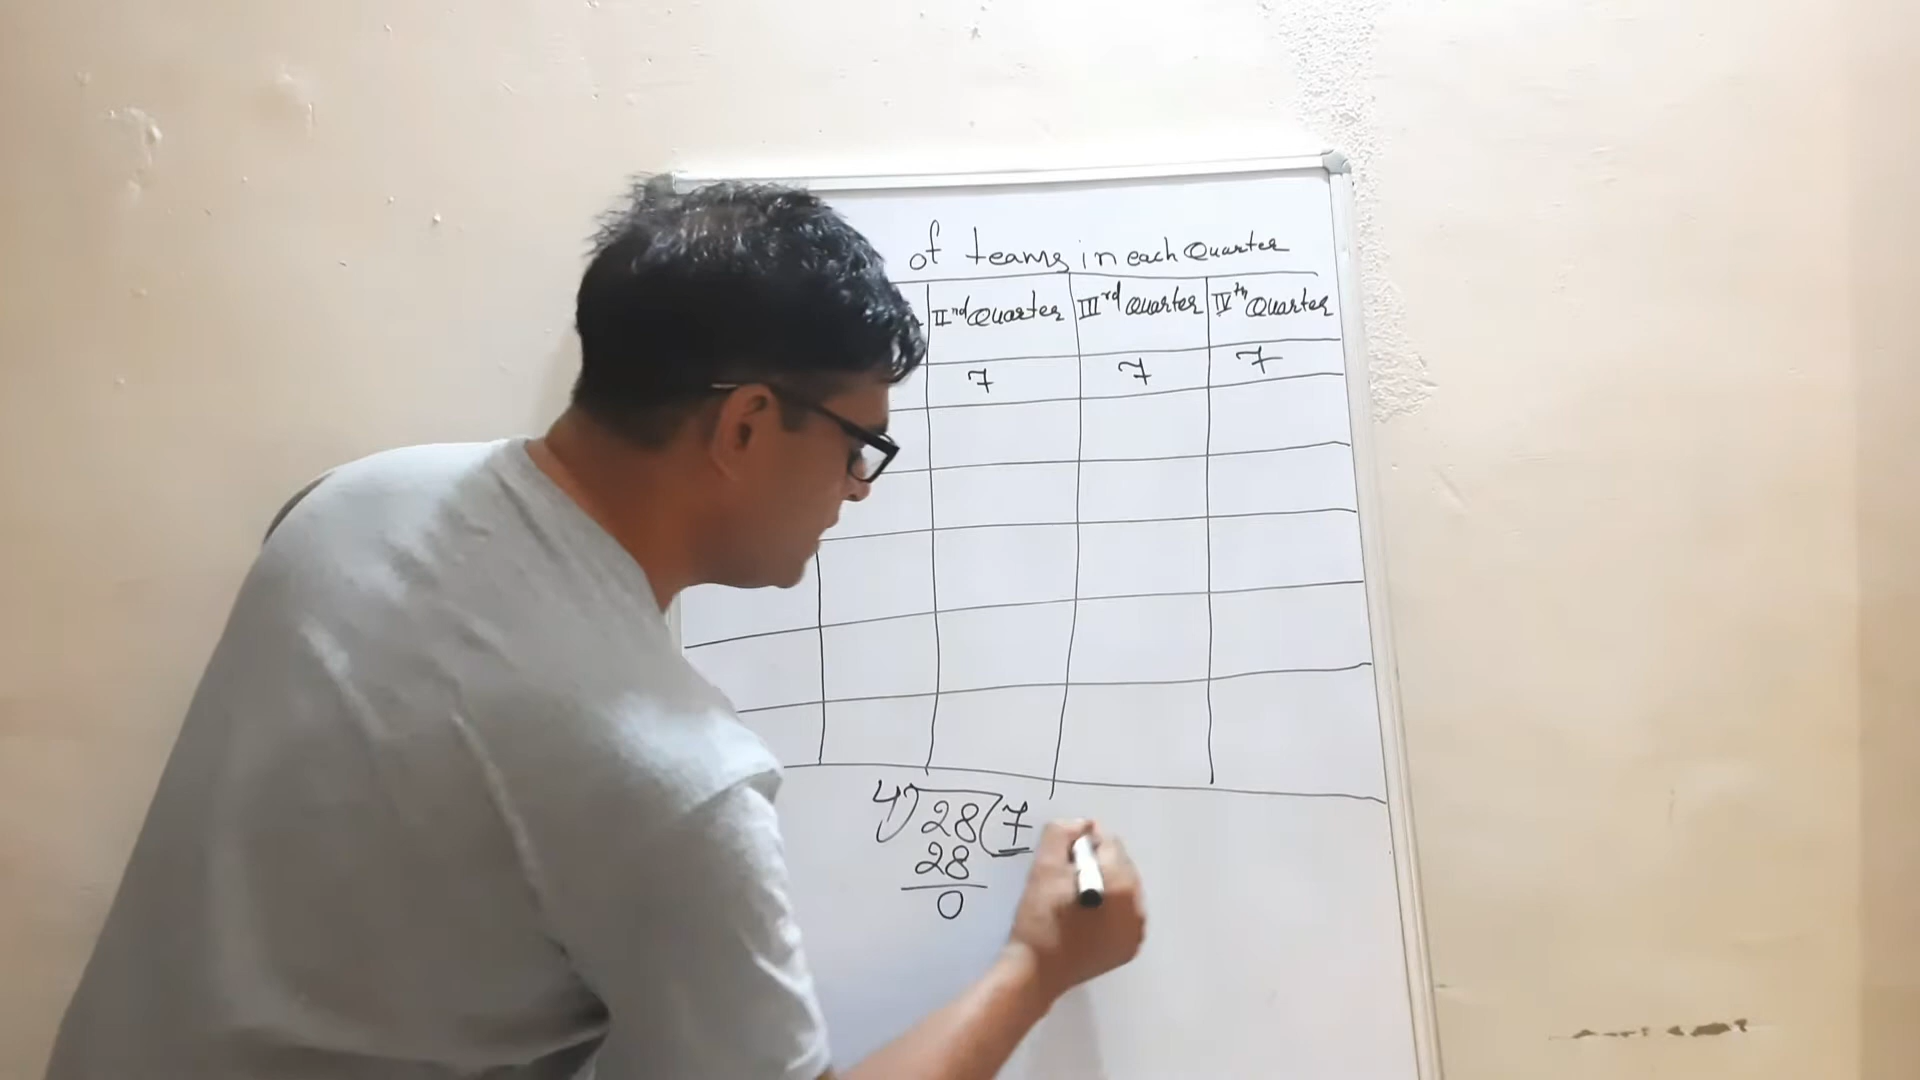 of teams in each Quarter
IInd Quarter IIIrd Quarter IVth Quarter
7 7 7
4)28(7
28
0